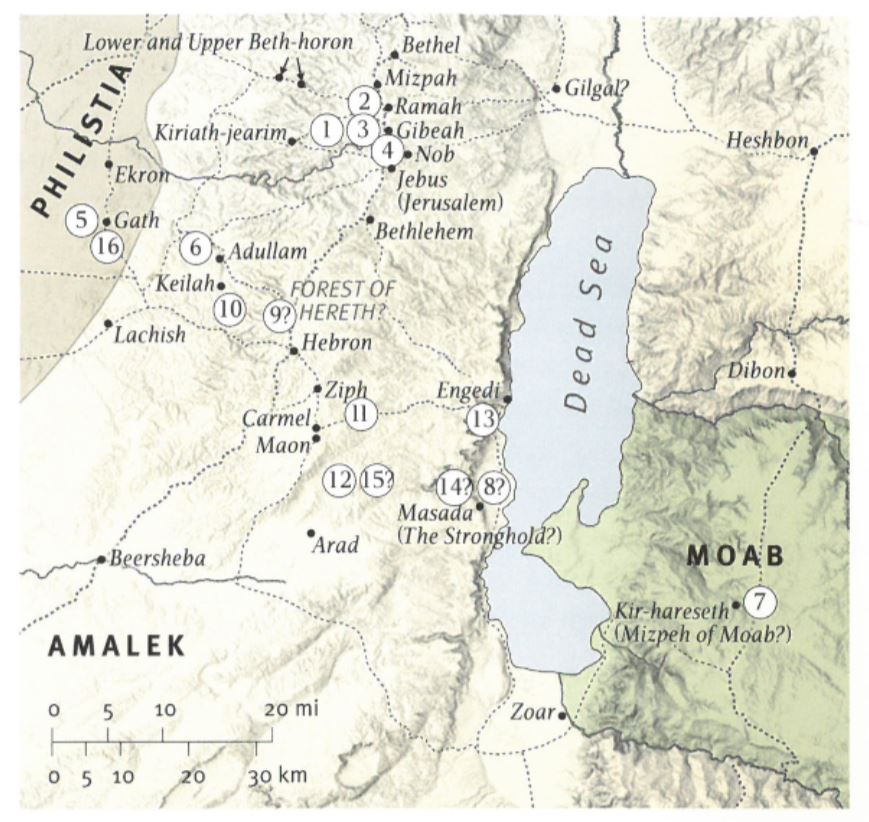 Lower and Upper Beth-horon
Bethel
Mizpah
Gilgal?
2
Ramah
PHILISTIA
Kiriath-jearim
1
3
Gibeah
Heshbon
4
Nob
Ekron
Jebus
(Jerusalem)
5
Gath
Bethlehem
16
6
Adullam
Dead Sea
Keilah
10
9?
FOREST OF
HERETH?
Lachish
Hebron
Dibon
Ziph
Engedi
11
Carmel
13
Maon
12
15?
14?
8?
Masada
(The Stronghold?)
Arad
Beersheba
MOAB
7
Kir-hareseth
(Mizpeh of Moab?)
AMALEK
0 5 10 20 mi
Zoar
0 5 10 20 30 km